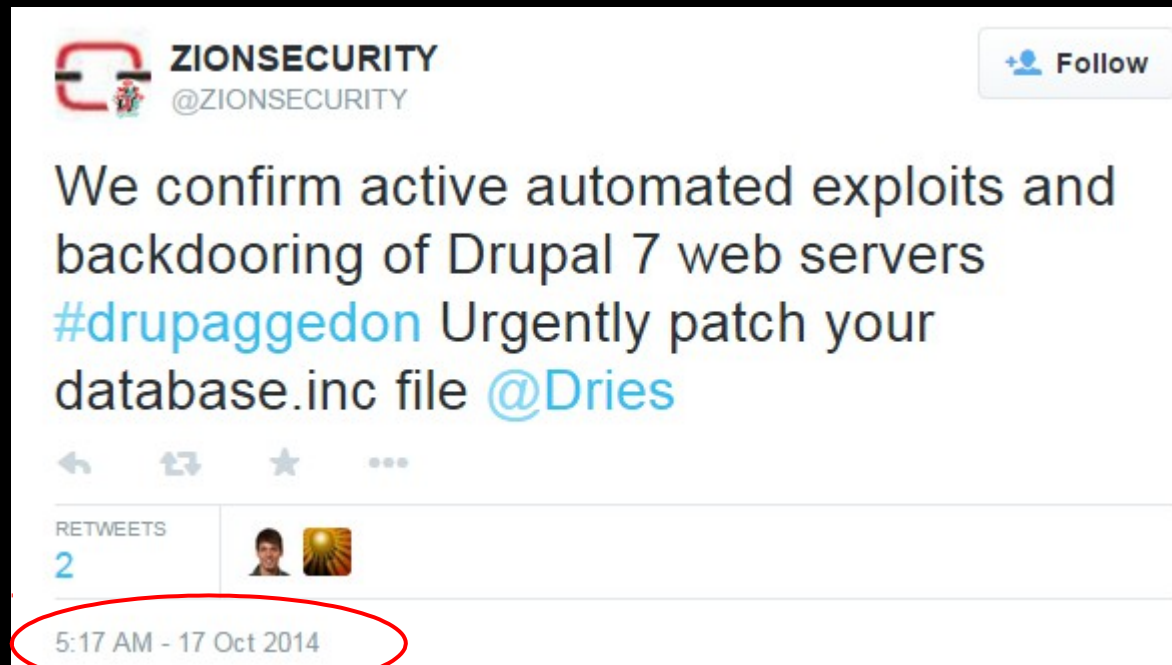 ZIONSECURITY
@ZIONSECURITY
Follow
We confirm active automated exploits and
backdooring of Drupal 7 web servers
#drupaggedon Urgently patch your
database.inc file @Dries
RETWEETS
2
5:17 AM - 17 Oct 2014